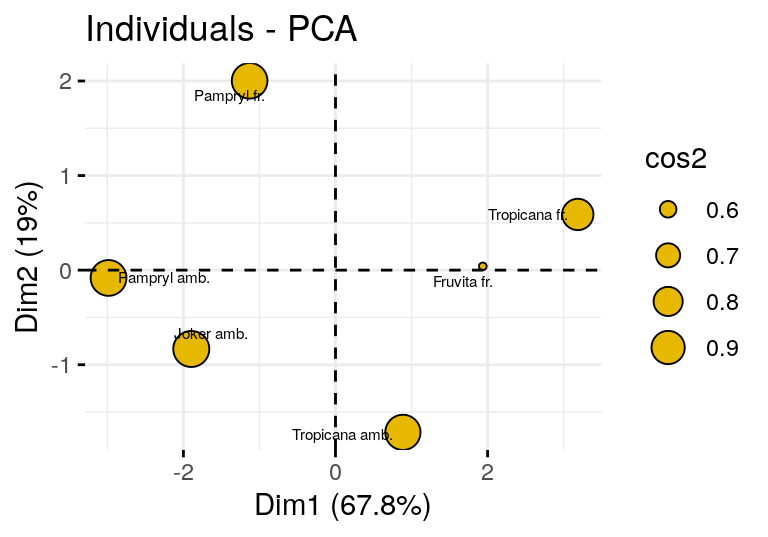 Individuals - PCA
2
1
0
-1
Dim2 (19%)
Pampryl fr.
Tropicana fr.
Fruvita fr.
Pampryl amb.
Joker amb.
Tropicana amb.
-2
0
2
Dim1 (67.8%)
cos2
0.6
0.7
0.8
0.9